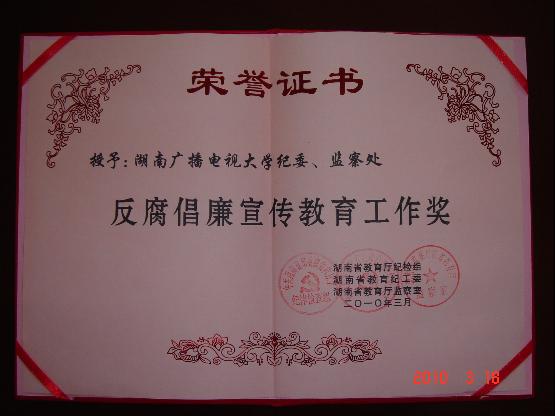 荣誉证书
授予：湖南广播电视大学纪委、监察处
反腐倡廉宣传教育工作奖
湖南省教育厅纪检组
湖南省教育纪工委
湖南省教育厅监察室
二〇一〇年三月
2010 3 18